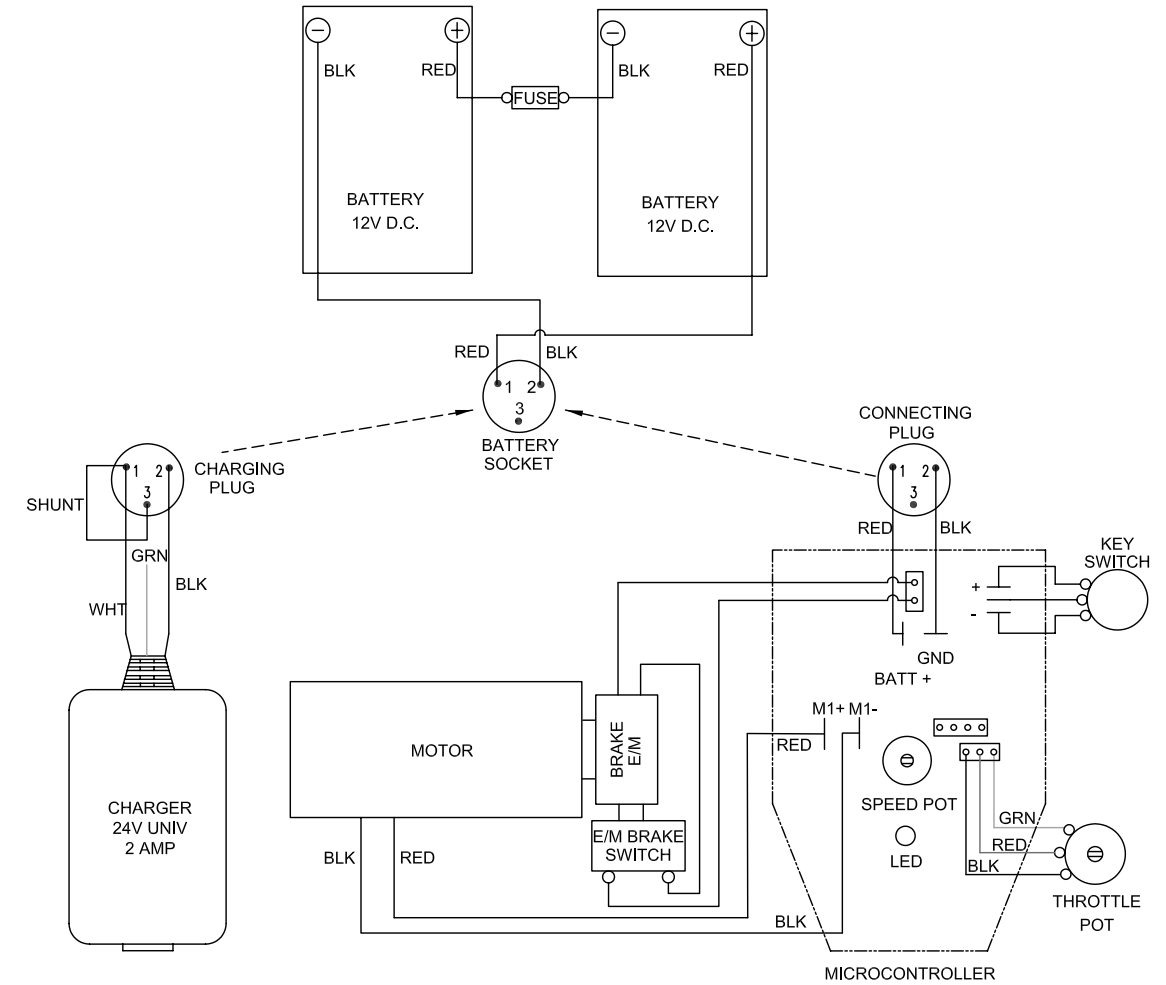 BLK
RED
FUSE
BLK
RED
BATTERY
12V D.C.
BATTERY
12V D.C.
RED
BLK
1
2
3
BATTERY
SOCKET
CONNECTING
PLUG
1
2
3
RED
BLK
CHARGING
PLUG
1
2
3
SHUNT
GRN
BLK
WHT
KEY
SWITCH
+
-
GND
BATT +
M1+
M1-
RED
MOTOR
BRAKE
E/M
E/M BRAKE
SWITCH
BLK
RED
BLK
SPEED POT
LED
GRN
RED
BLK
THROTTLE
POT
CHARGER
24V UNIV
2 AMP
MICROCONTROLLER